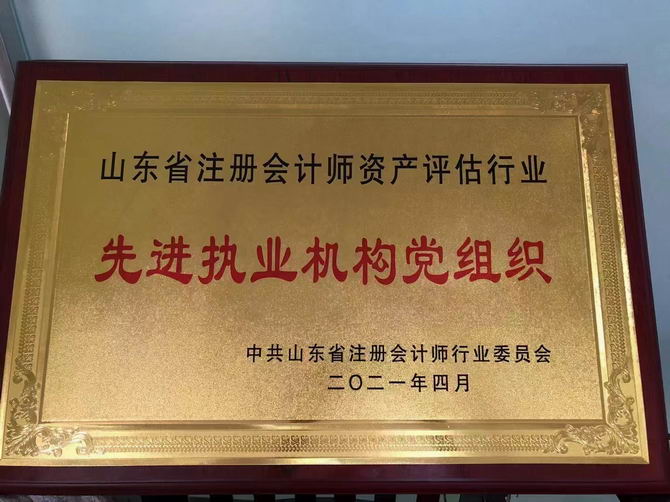 山东省注册会计师资产评估行业
先进执业机构党组织
中共山东省注册会计师行业委员会
二〇二一年四月